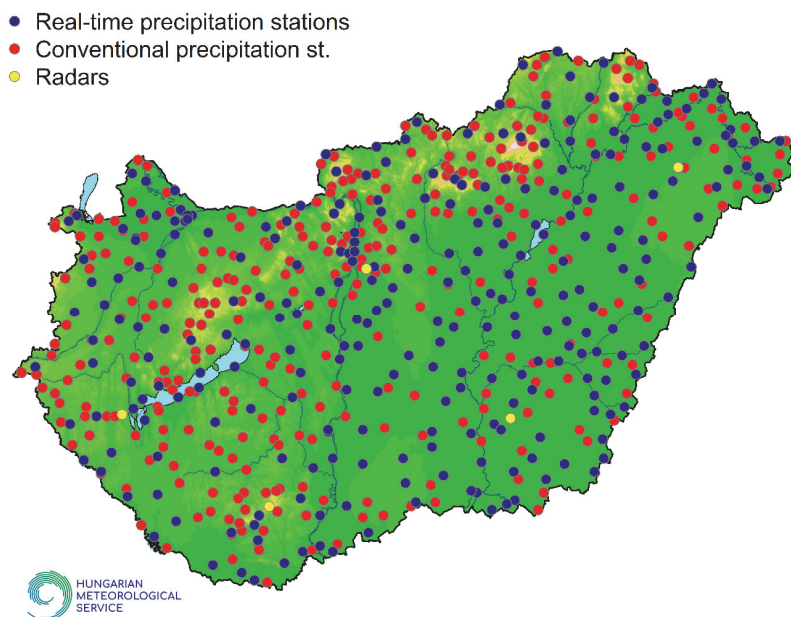 Real-time precipitation stations
Conventional precipitation st.
Radars
HUNGARIAN
METEOROLOGICAL
SERVICE